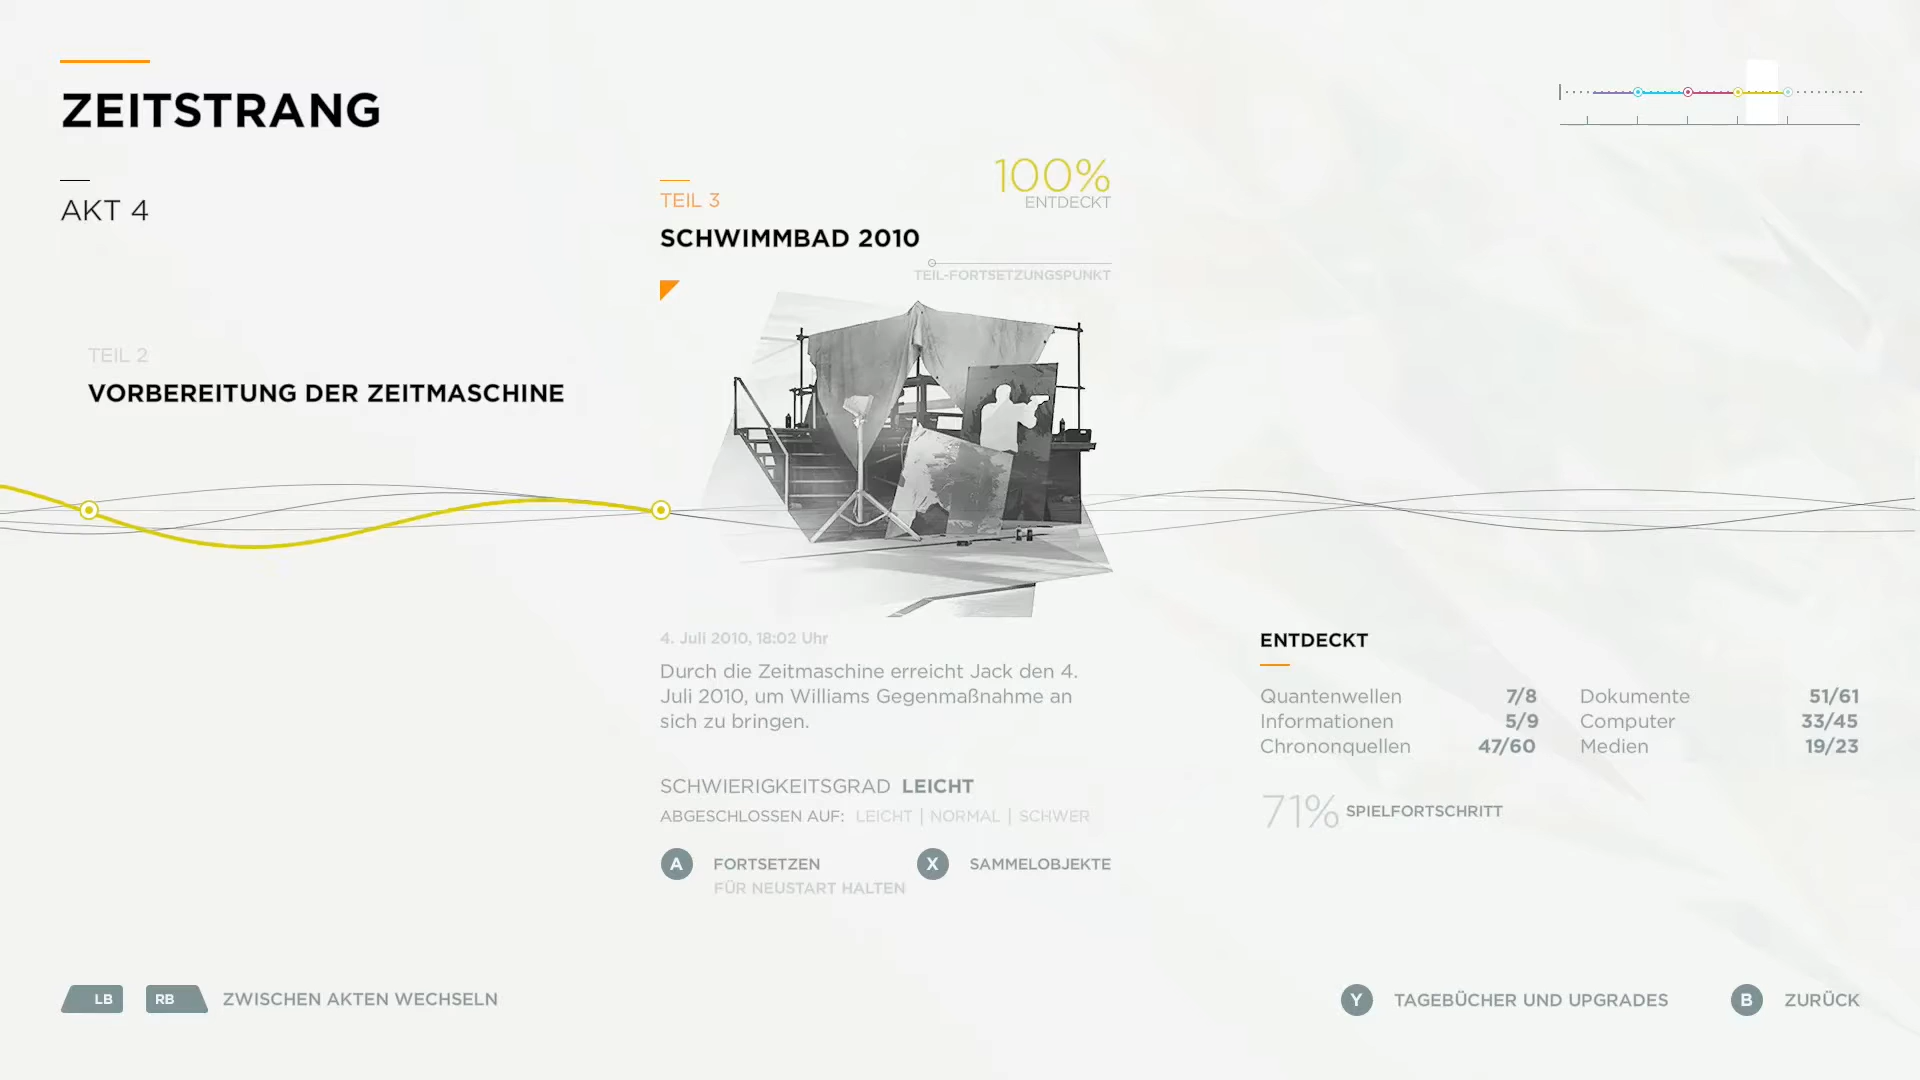 ZEITSTRANG
AKT 4
TEIL 2
VORBEREITUNG DER ZEITMASCHINE
TEIL 3
100%
ENTDECKT
SCHWIMMBAD 2010
TEIL-FORTSETZUNGSPUNKT
4. Juli 2010, 18:02 Uhr
Durch die Zeitmaschine erreicht Jack den 4.
Juli 2010, um Williams Gegenmaßnahme an
sich zu bringen.
SCHWIERIGKEITSGRAD LEICHT
ABGESCHLOSSEN AUF: LEICHT | NORMAL | SCHWER
A FORTSETZEN X SAMMELOBJEKTE
FÜR NEUSTART HALTEN
ENTDECKT
Quantenwellen 7/8 Dokumente 51/61
Informationen 5/9 Computer 33/45
Chrononquellen 47/60 Medien 19/23
71% SPIELFORTSCHRITT
LB RB ZWISCHEN AKTEN WECHSELN
Y TAGEBÜCHER UND UPGRADES B ZURÜCK